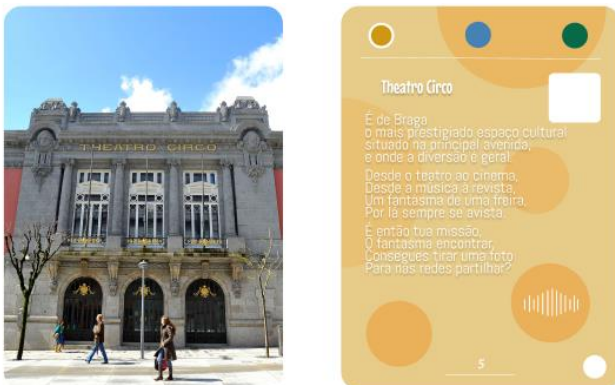 THEATRO CIRCO
Theatro Circo
É de Braga
o mais prestigiado espaço cultural
situado na principal avenida,
e onde a diversão é geral.
Desde o teatro ao cinema,
Desde a música à revista,
Um fantasma de uma freira,
Por lá sempre se avista.
É então tua missão,
O fantasma encontrar,
Consegues tirar uma foto
Para nas redes partilhar?
5